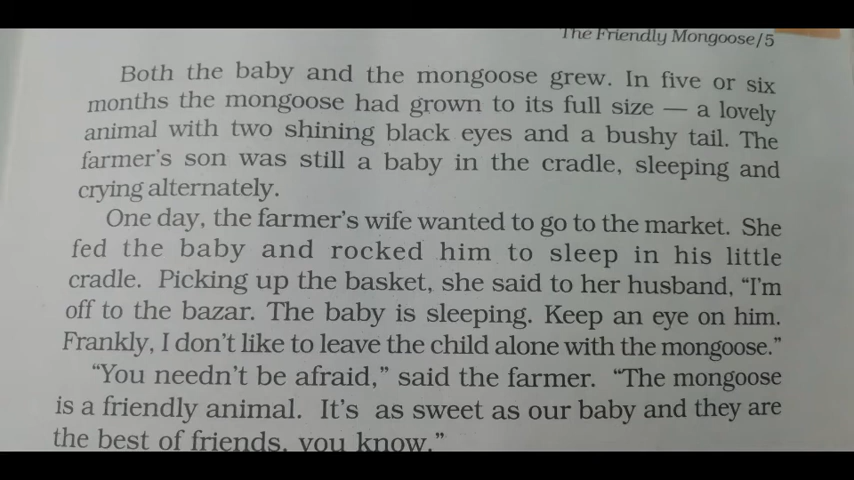 The Friendly Mongoose/5
Both the baby and the mongoose grew. In five or six
months the mongoose had grown to its full size — a lovely
animal with two shining black eyes and a bushy tail. The
farmer's son was still a baby in the cradle, sleeping and
crying alternately.
One day, the farmer's wife wanted to go to the market. She
fed the baby and rocked him to sleep in his little
cradle. Picking up the basket, she said to her husband, “I'm
off to the bazar. The baby is sleeping. Keep an eye on him.
Frankly, I don't like to leave the child alone with the mongoose.”
“You needn't be afraid,” said the farmer. “The mongoose
is a friendly animal. It's as sweet as our baby and they are
the best of friends, you know.”